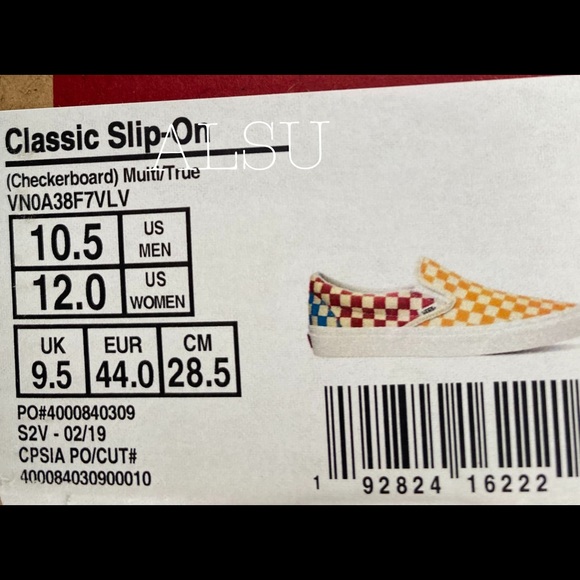 Classic Slip-On
ALSU
(Checkerboard) Multi/True
VN0A38F7VLV
10.5 US MEN
12.0 US WOMEN
UK EUR CM
9.5 44.0 28.5
PO#4000840309
S2V - 02/19
CPSIA PO/CUT#
400084030900010
1 92824 16222